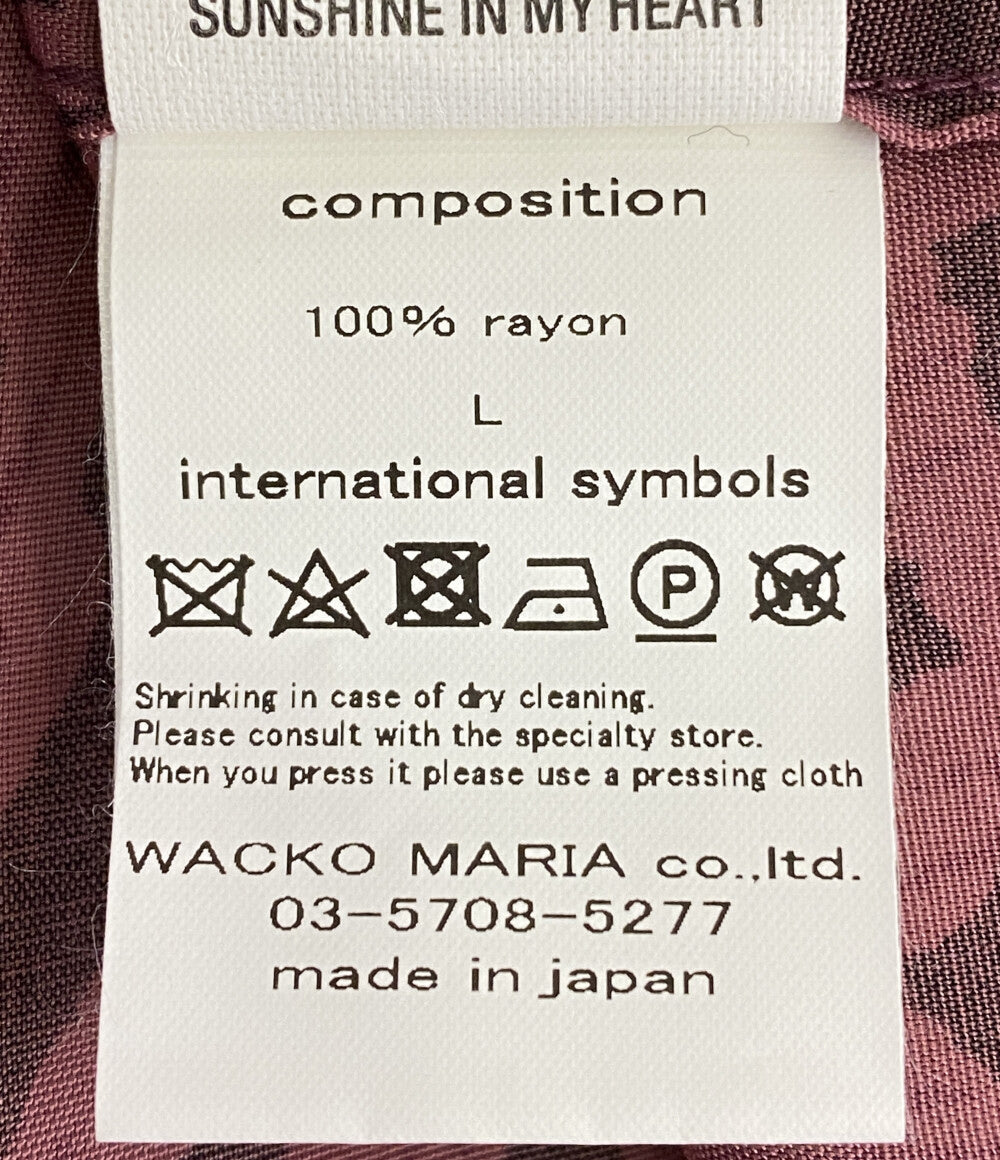 SUNSHINE IN MY HEART
composition
100% rayon
L
international symbols
P
W
Shrinking in case of dry cleaning.
Please consult with the specialty store.
When you press it please use a pressing cloth
WACKO MARIA co.,ltd.
03-5708-5277
made in japan